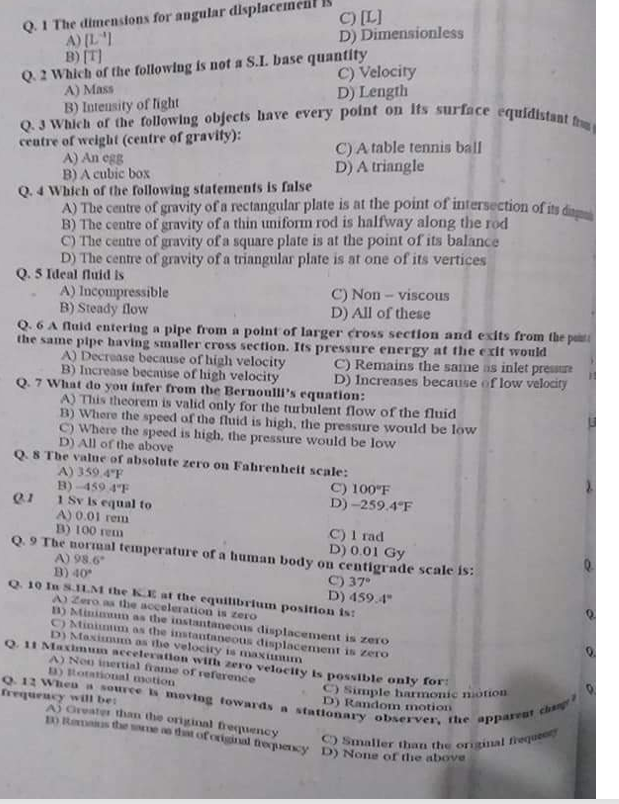 Q. 1 The dimensions for angular displacement is
A) [L⁻¹]
C) [L]
B) [T]
D) Dimensionless
Q. 2 Which of the following is not a S.I. base quantity
A) Mass
C) Velocity
B) Intensity of light
D) Length
Q. 3 Which of the following objects have every point on its surface equidistant from
centre of weight (centre of gravity):
A) An egg
C) A table tennis ball
B) A cubic box
D) A triangle
Q. 4 Which of the following statements is false
A) The centre of gravity of a rectangular plate is at the point of intersection of its
B) The centre of gravity of a thin uniform rod is halfway along the rod
C) The centre of gravity of a square plate is at the point of its balance
D) The centre of gravity of a triangular plate is at one of its vertices
Q. 5 Ideal fluid is
A) Incompressible
C) Non – viscous
B) Steady flow
D) All of these
Q. 6 A fluid entering a pipe from a point of larger cross section and exits from the
the same pipe having smaller cross section. Its pressure energy at the exit would
A) Decrease because of high velocity
C) Remains the same as inlet pressure
B) Increase because of high velocity
D) Increases because of low velocity
Q. 7 What do you infer from the Bernoulli's equation:
A) This theorem is valid only for the turbulent flow of the fluid
B) Where the speed of the fluid is high, the pressure would be low
C) Where the speed is high, the pressure would be low
D) All of the above
Q. 8 The value of absolute zero on Fahrenheit scale:
A) 359.4°F
C) 100°F
B) –459.4°F
D) –259.4°F
Q.1 1 Sv is equal to
A) 0.01 rem
C) 1 rad
B) 100 rem
D) 0.01 Gy
Q. 9 The normal temperature of a human body on centigrade scale is:
A) 98.6°
C) 37°
B) 40°
D) 459.4°
Q. 10 In S.H.M the K.E at the equilibrium position is:
A) Zero as the acceleration is zero
B) Minimum as the instantaneous displacement is zero
C) Minimum as the instantaneous displacement is zero
D) Maximum as the velocity is maximum
Q. 11 Maximum acceleration with zero velocity is possible only for:
A) Non inertial frame of reference
C) Simple harmonic motion
B) Rotational motion
D) Random motion
Q. 12 When a source is moving towards a stationary observer, the apparent change
frequency will be:
A) Greater than the original frequency
C) Smaller than the original frequency
B) Remains the same as that of original frequency
D) None of the above